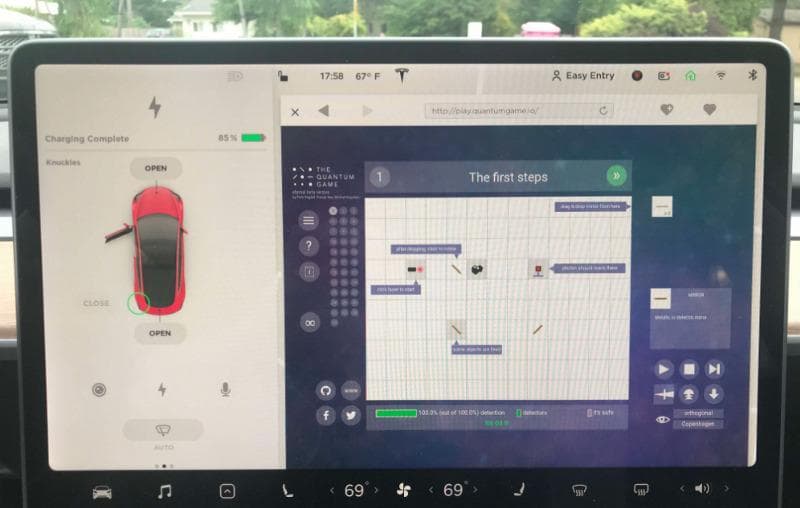 17:58
67° F
Easy Entry
Charging Complete
85 %
http://play.quantumgame.io/
Knuckles
OPEN
THE
QUANTUM
GAME
1
The first steps
drag & drop mirror from here
after dropping click to rotate
photon should reach there
click laser to start
CLOSE
MIRROR
OPEN
some objects are fixed
orthogonal
100.0% (out of 100.0%) detection
detectors
it's safe
Copenhagen
AUTO
69°
69°